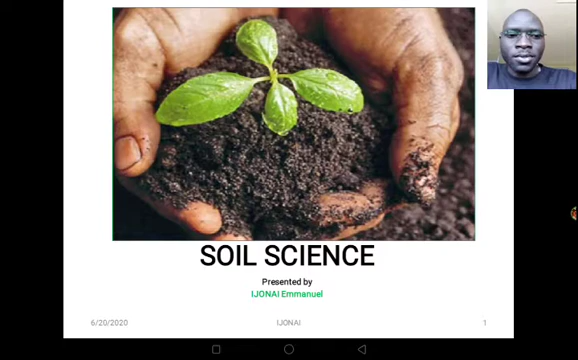 SOIL SCIENCE
Presented by
IJONAI Emmanuel
6/20/2020 IJONAI 1